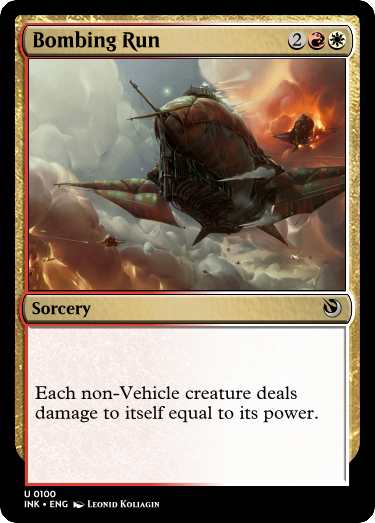 Bombing Run 2
Sorcery
Each non-Vehicle creature deals
damage to itself equal to its power.
U 0100
INK • ENG Leonid Koliagin